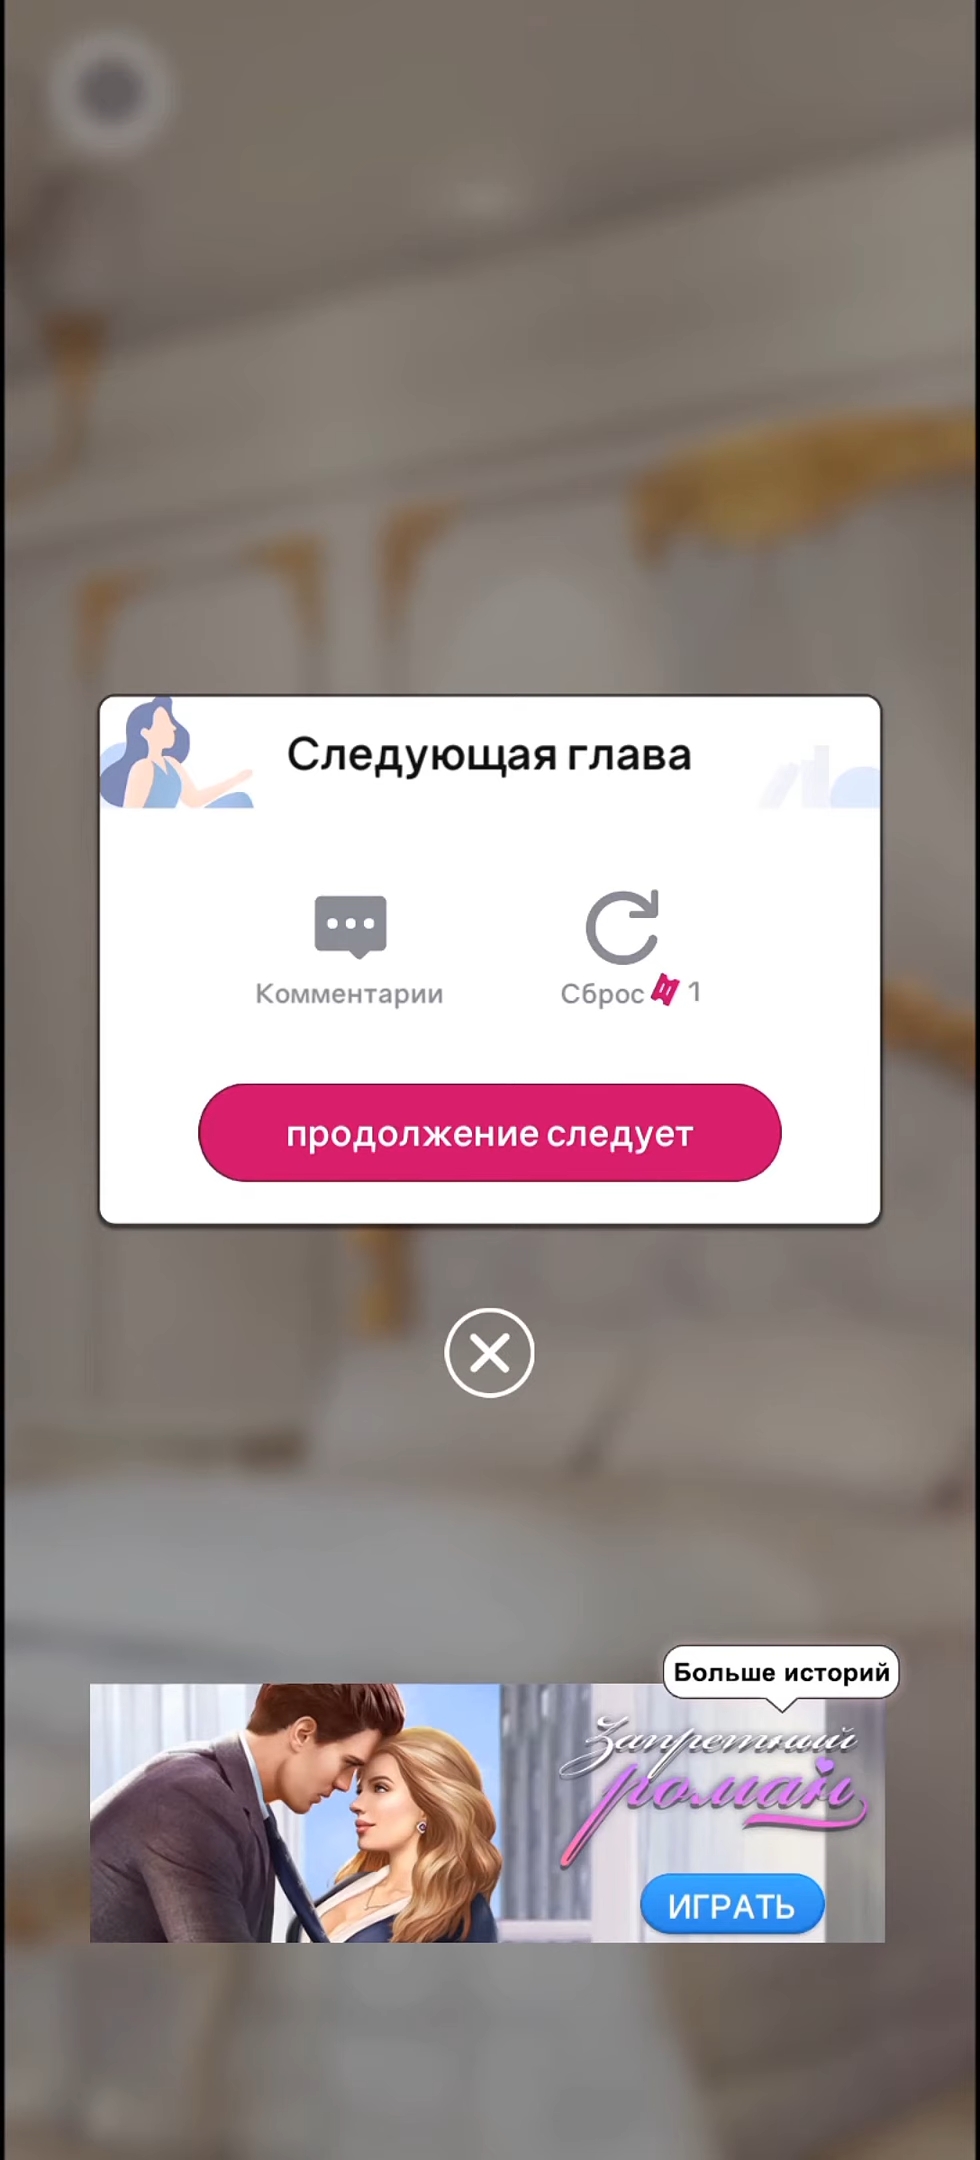 Следующая глава
Комментарии
Сброс 1
продолжение следует
Больше историй
Запретный
роман
ИГРАТЬ